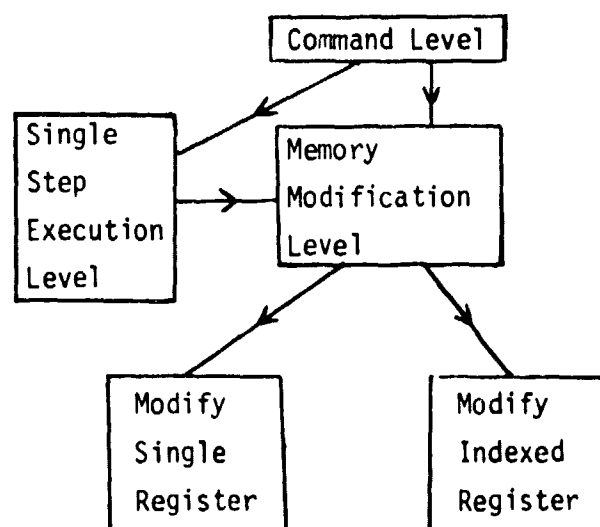 Command Level
Single
Step
Execution
Level
Memory
Modification
Level
Modify
Single
Register
Modify
Indexed
Register